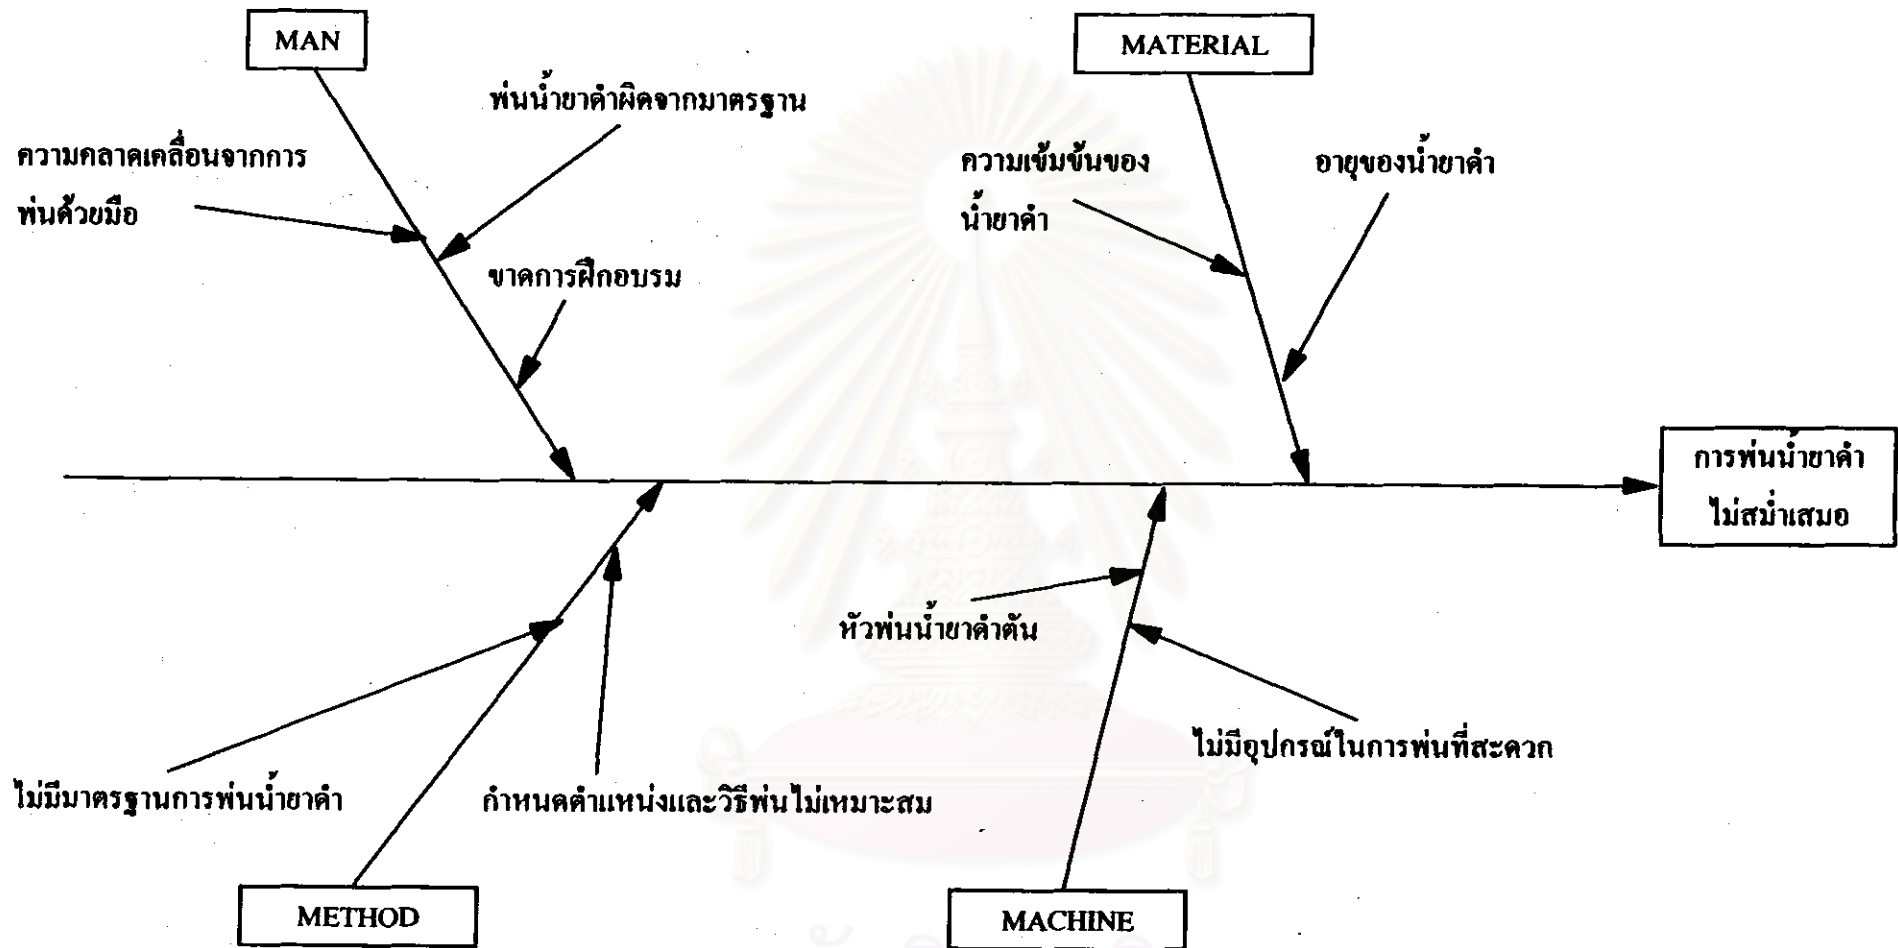 MAN
MATERIAL
พ่นน้ำยาดำผิดจากมาตรฐาน
ความคลาดเคลื่อนจากการ
พ่นด้วยมือ
ความเข้มข้นของ
น้ำยาดำ
อายุของน้ำยาดำ
ขาดการฝึกอบรม
การพ่นน้ำยาดำ
ไม่สม่ำเสมอ
หัวพ่นน้ำยาดำตัน
ไม่มีอุปกรณ์ในการพ่นที่สะดวก
ไม่มีมาตรฐานการพ่นน้ำยาดำ
กำหนดตำแหน่งและวิธีพ่นไม่เหมาะสม
METHOD
MACHINE